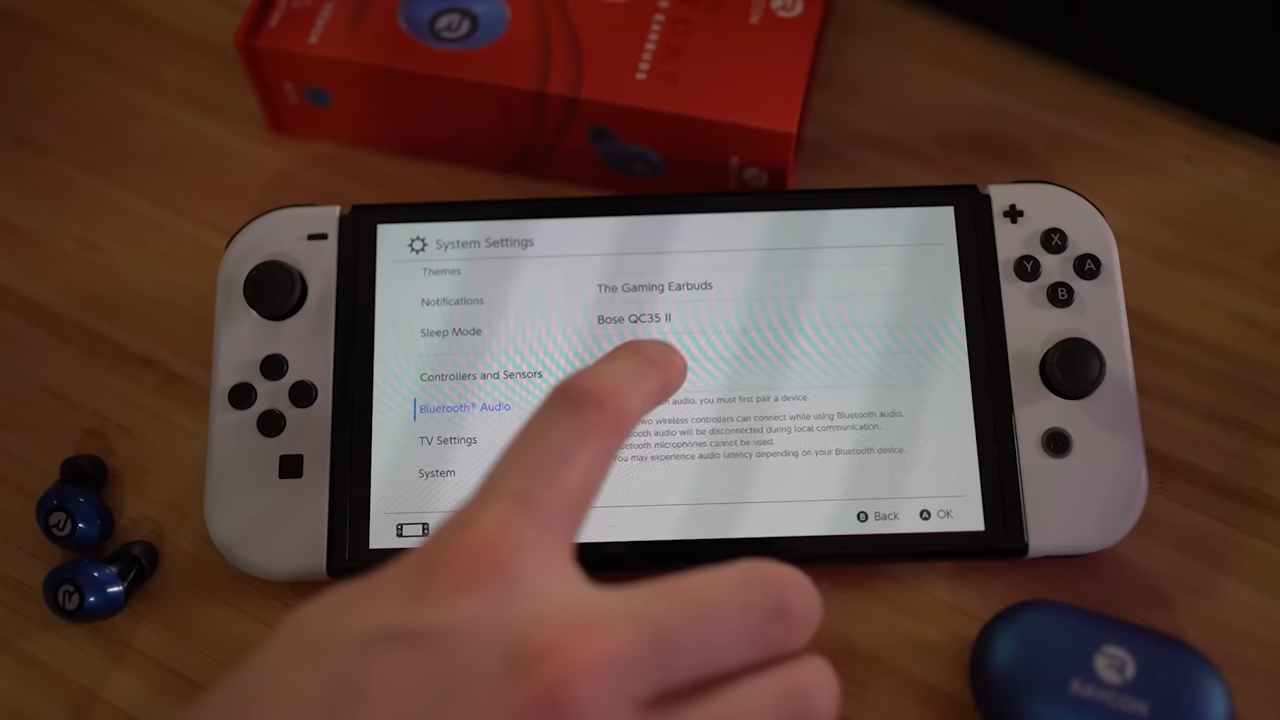 EARBUDS
System Settings
Themes
Notifications
Sleep Mode
Controllers and Sensors
Bluetooth® Audio
TV Settings
System
The Gaming Earbuds
Bose QC35 II
audio, you must first pair a device.
two wireless controllers can connect while using Bluetooth audio.
audio will be disconnected during local communication.
microphones cannot be used.
You may experience audio latency depending on your Bluetooth device.
B Back
A OK
X
Y
A
B
RAYCON